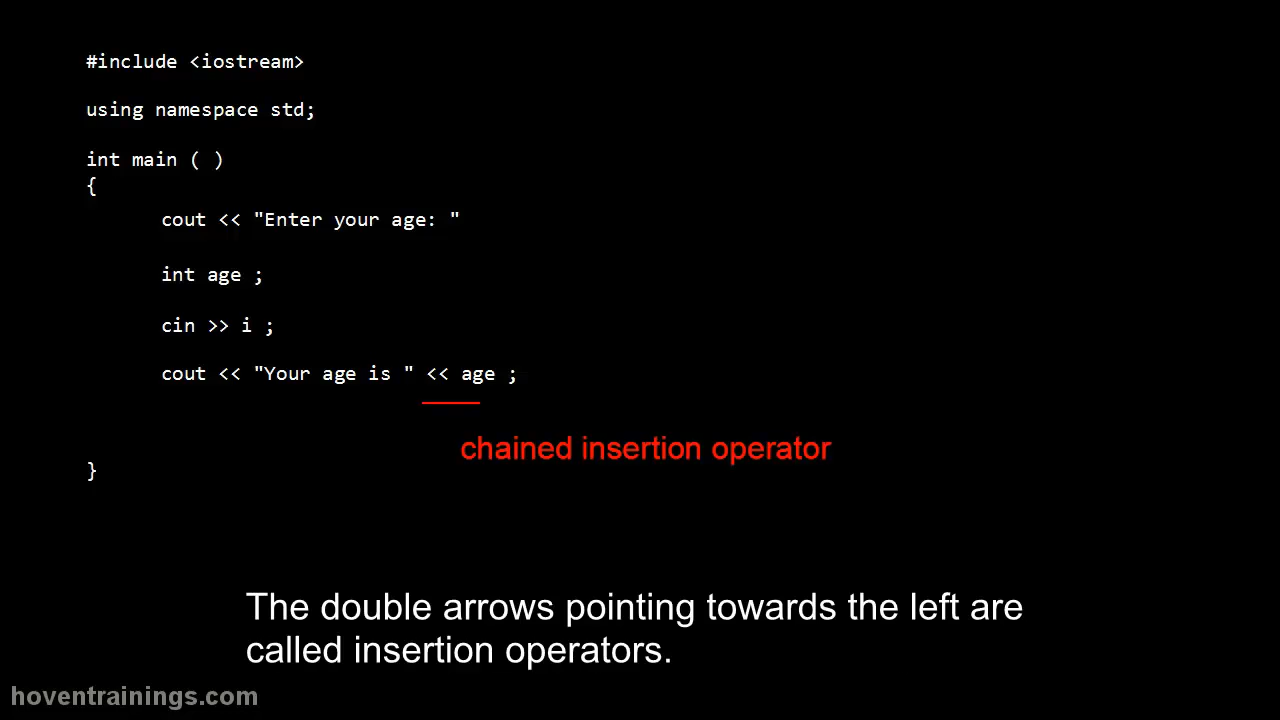 #include <iostream>
using namespace std;
int main ( )
{
cout << "Enter your age: "
int age ;
cin >> i ;
cout << "Your age is " << age ;
chained insertion operator
}
The double arrows pointing towards the left are
called insertion operators.
hoventrainings.com